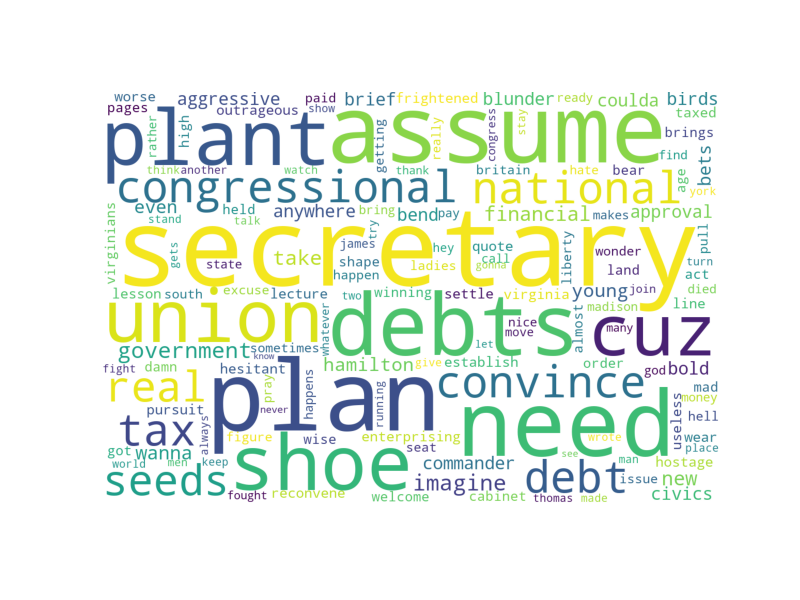 worse aggressive paid brief frightened blunder ready coulda birds
pages outrageous show taxed
plant assume
rather high getting really congress stay find
think another watch thank britain hate bear age brings bets
congressional national york
even held anywhere bring bend pay financial makes approval
virginians stand talk try
secretary
gets james hey quote wonder pull
state take shape ladies call gonna liberty land turn
excuse happen act
lesson south lecture two winning settle virginia young join died
union whatever debts nice move almost madison line
cuz
government sometimes hamilton give establish order many
fight damn hesitant know let god bold
real pray plan happens running convince need mad
pursuit never money
tax always figure wise enterprising wrote useless hell
got wanna seat wear place
world men keep shoe commander imagine see debt man hostage
seeds issue new
fought reconvene welcome cabinet thomas made civics